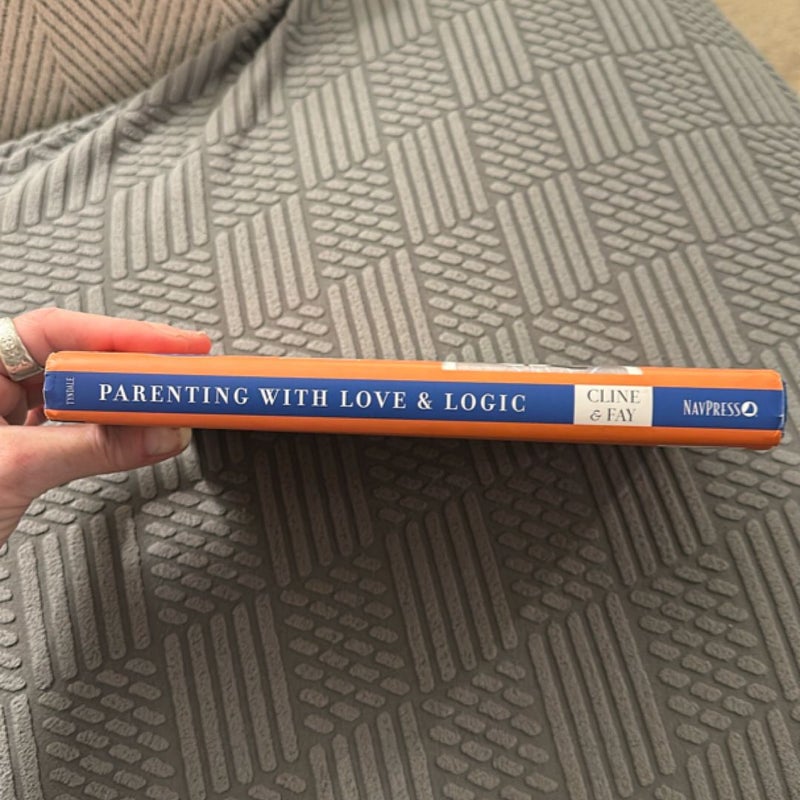 TYNDALE
PARENTING WITH LOVE & LOGIC
CLINE
& FAY
NAVPRESS